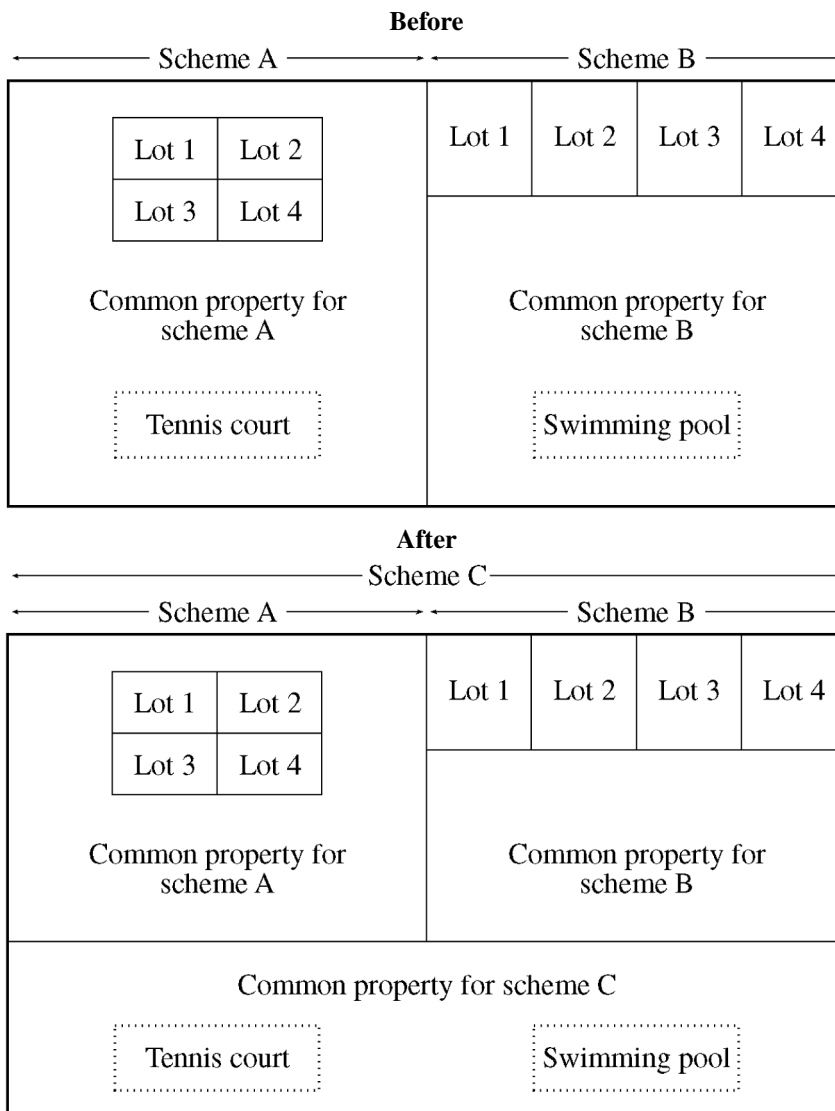 Before
Scheme A Scheme B
Lot 1 Lot 2 Lot 1 Lot 2 Lot 3 Lot 4
Lot 3 Lot 4
Common property for Common property for
scheme A scheme B
Tennis court Swimming pool
After
Scheme C
Scheme A Scheme B
Lot 1 Lot 2 Lot 1 Lot 2 Lot 3 Lot 4
Lot 3 Lot 4
Common property for Common property for
scheme A scheme B
Common property for scheme C
Tennis court Swimming pool